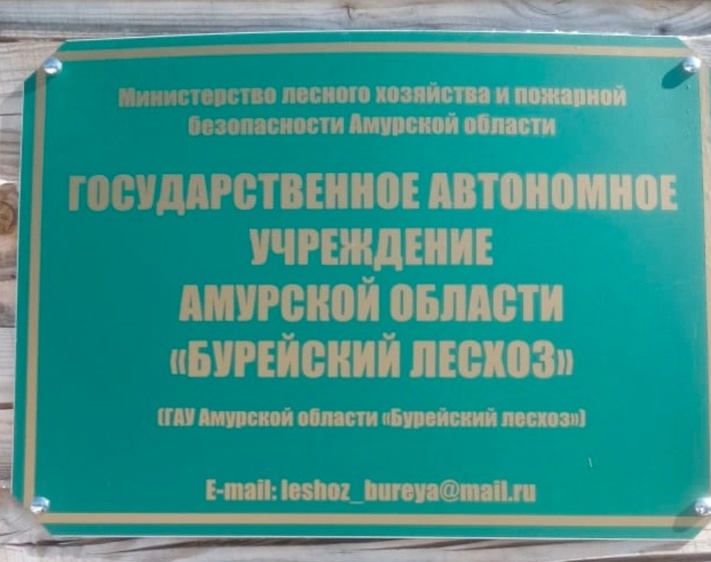 Министерство лесного хозяйства и пожарной
безопасности Амурской области
ГОСУДАРСТВЕННОЕ АВТОНОМНОЕ
УЧРЕЖДЕНИЕ
АМУРСКОЙ ОБЛАСТИ
«БУРЕЙСКИЙ ЛЕСХОЗ»
(ГАУ Амурской области «Бурейский лесхоз»)
E-mail: leshoz_bureya@mail.ru